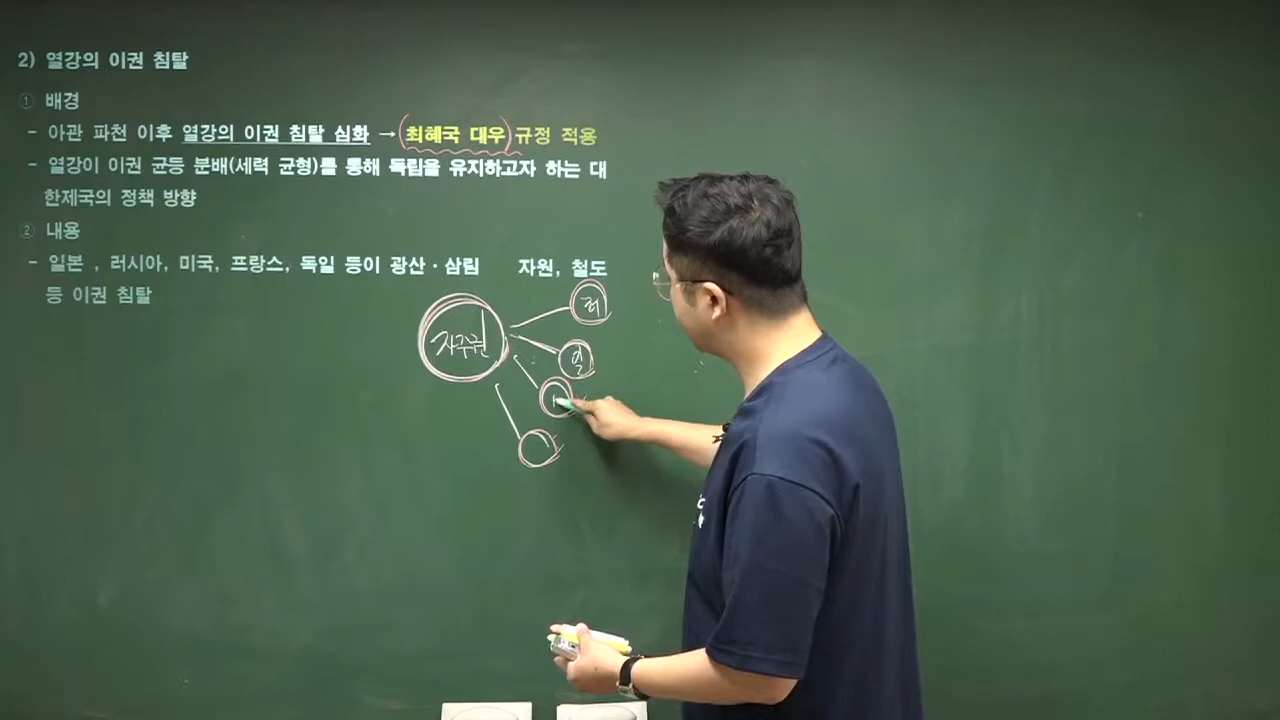 2) 열강의 이권 침탈
① 배경
- 아관 파천 이후 열강의 이권 침탈 심화 → (최혜국 대우) 규정 적용
- 열강이 이권 균등 분배(세력 균형)를 통해 독립을 유지하고자 하는 대
한제국의 정책 방향
② 내용
- 일본 , 러시아, 미국, 프랑스, 독일 등이 광산·삼림 자원, 철도
등 이권 침탈
러
자주권
일